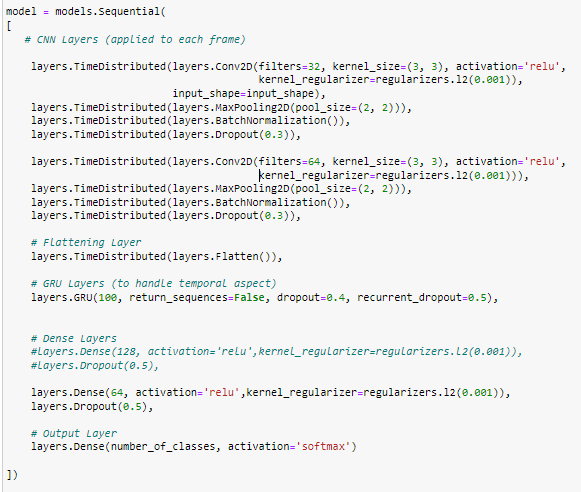 model = models.Sequential(
[
# CNN Layers (applied to each frame)
layers.TimeDistributed(layers.Conv2D(filters=32, kernel_size=(3, 3), activation='relu',
kernel_regularizer=regularizers.l2(0.001)),
input_shape=input_shape),
layers.TimeDistributed(layers.MaxPooling2D(pool_size=(2, 2))),
layers.TimeDistributed(layers.BatchNormalization()),
layers.TimeDistributed(layers.Dropout(0.3)),
layers.TimeDistributed(layers.Conv2D(filters=64, kernel_size=(3, 3), activation='relu',
kernel_regularizer=regularizers.l2(0.001))),
layers.TimeDistributed(layers.MaxPooling2D(pool_size=(2, 2))),
layers.TimeDistributed(layers.BatchNormalization()),
layers.TimeDistributed(layers.Dropout(0.3)),
# Flattening Layer
layers.TimeDistributed(layers.Flatten()),
# GRU Layers (to handle temporal aspect)
layers.GRU(100, return_sequences=False, dropout=0.4, recurrent_dropout=0.5),
# Dense Layers
#layers.Dense(128, activation='relu',kernel_regularizer=regularizers.l2(0.001)),
#layers.Dropout(0.5),
layers.Dense(64, activation='relu',kernel_regularizer=regularizers.l2(0.001)),
layers.Dropout(0.5),
# Output Layer
layers.Dense(number_of_classes, activation='softmax')
])